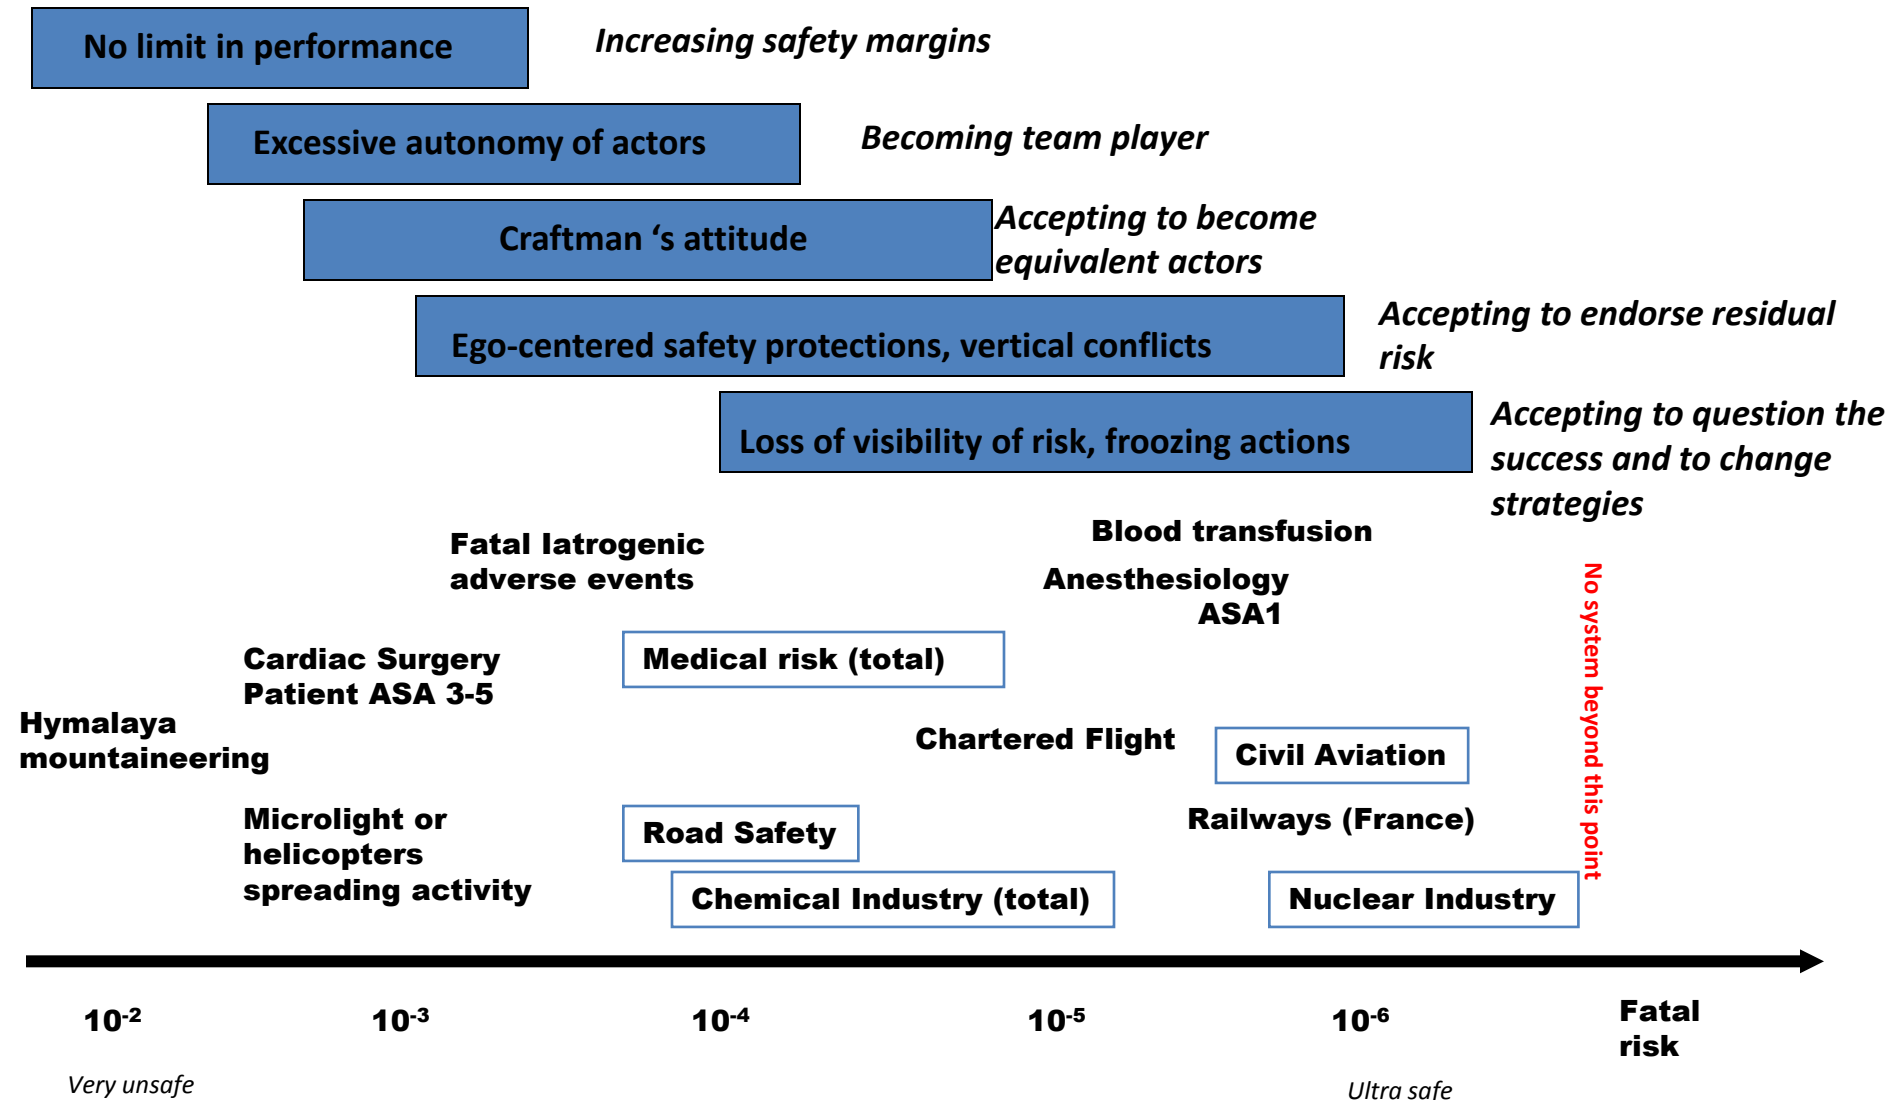 No limit in performance
Increasing safety margins
Excessive autonomy of actors
Becoming team player
Craftman ‘s attitude
Accepting to become
equivalent actors
Ego-centered safety protections, vertical conflicts
Accepting to endorse residual
risk
Loss of visibility of risk, froozing actions
Accepting to question the
success and to change
strategies
Fatal Iatrogenic
adverse events
Blood transfusion
Anesthesiology
ASA1
No system beyond this point
Cardiac Surgery
Patient ASA 3-5
Medical risk (total)
Hymalaya
mountaineering
Chartered Flight
Civil Aviation
Microlight or
helicopters
spreading activity
Road Safety
Railways (France)
Chemical Industry (total)
Nuclear Industry
10⁻² 10⁻³ 10⁻⁴ 10⁻⁵ 10⁻⁶
Fatal
risk
Very unsafe
Ultra safe